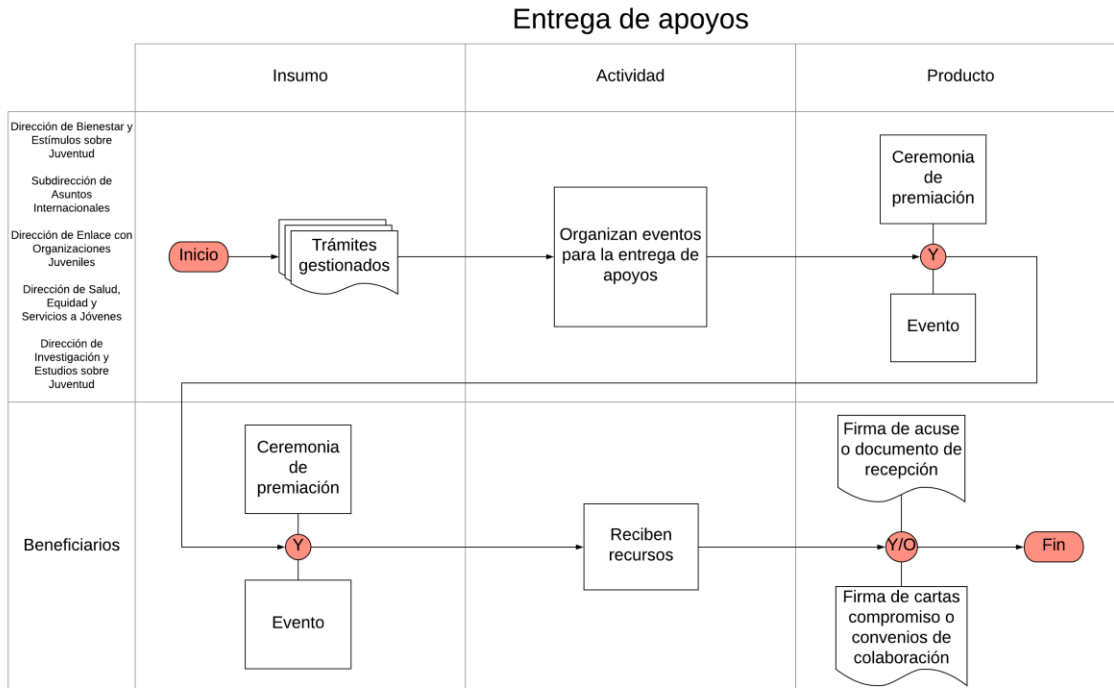 Entrega de apoyos
Insumo
Actividad
Producto
Dirección de Bienestar y
Estímulos sobre
Juventud
Subdirección de
Asuntos
Internacionales
Dirección de Enlace con
Organizaciones
Juveniles
Dirección de Salud,
Equidad y
Servicios a Jóvenes
Dirección de
Investigación y
Estudios sobre
Juventud
Inicio
Trámites
gestionados
Organizan eventos
para la entrega de
apoyos
Ceremonia
de
premiación
Y
Evento
Beneficiarios
Ceremonia
de
premiación
Y
Evento
Reciben
recursos
Firma de acuse
o documento de
recepción
Y/O
Firma de cartas
compromiso o
convenios de
colaboración
Fin